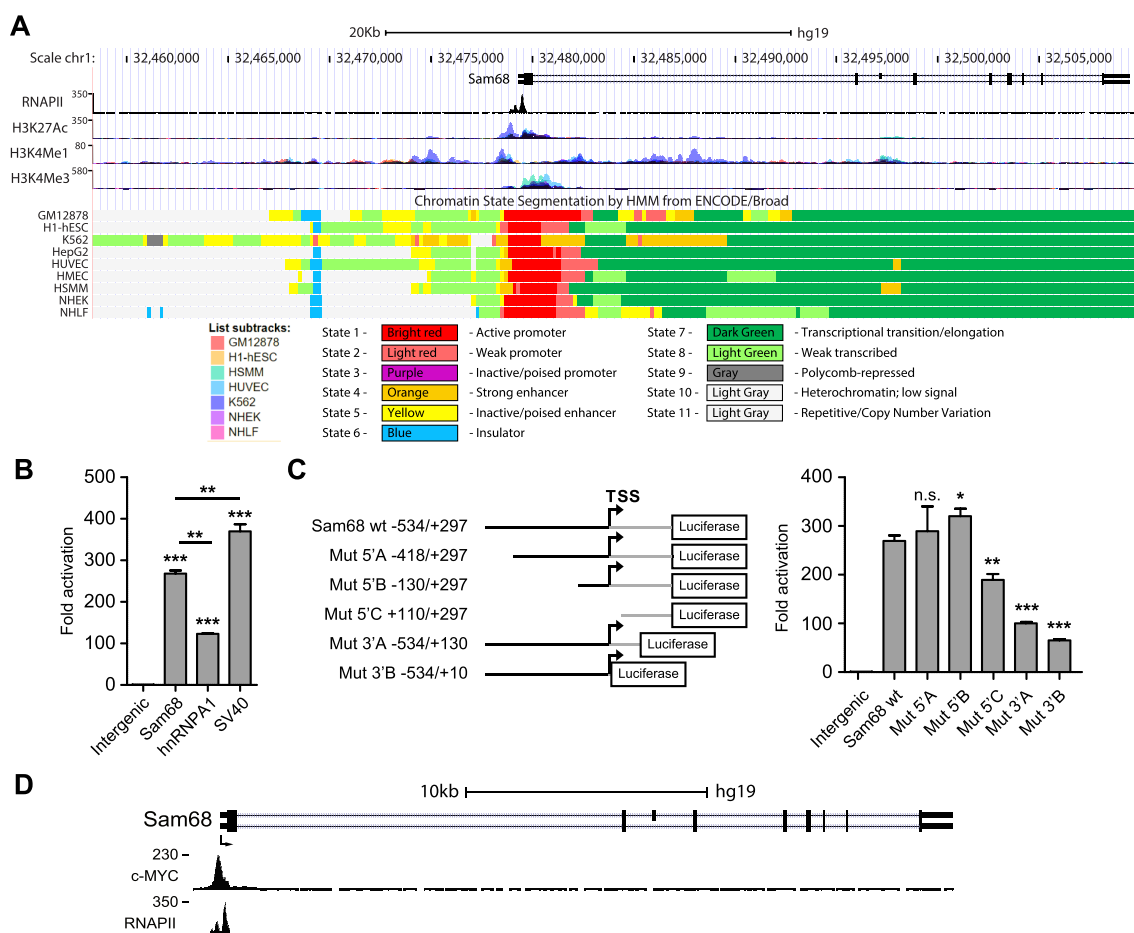 A
20Kb hg19
Scale chr1: 32,460,000 32,465,000 32,470,000 32,475,000 32,480,000 32,485,000 32,490,000 32,495,000 32,500,000 32,505,000
Sam68
350
RNAPII
350
H3K27Ac
80
H3K4Me1
580
H3K4Me3
Chromatin State Segmentation by HMM from ENCODE/Broad
GM12878
H1-hESC
K562
HepG2
HUVEC
HMEC
HSMM
NHEK
NHLF
List subtracks:
GM12878
H1-hESC
HSMM
HUVEC
K562
NHEK
NHLF
State 1 - Bright red - Active promoter
State 2 - Light red - Weak promoter
State 3 - Purple - Inactive/poised promoter
State 4 - Orange - Strong enhancer
State 5 - Yellow - Inactive/poised enhancer
State 6 - Blue - Insulator
State 7 - Dark Green - Transcriptional transition/elongation
State 8 - Light Green - Weak transcribed
State 9 - Gray - Polycomb-repressed
State 10 - Light Gray - Heterochromatin; low signal
State 11 - Light Gray - Repetitive/Copy Number Variation
B
Fold activation
500
400
300
200
100
0
**
**
***
***
***
Intergenic
Sam68
hnRNPA1
SV40
C
TSS
Sam68 wt -534/+297 Luciferase
Mut 5'A -418/+297 Luciferase
Mut 5'B -130/+297 Luciferase
Mut 5'C +110/+297 Luciferase
Mut 3'A -534/+130 Luciferase
Mut 3'B -534/+10 Luciferase
Fold activation
400
300
200
100
0
n.s.
*
**
***
***
Intergenic
Sam68 wt
Mut 5'A
Mut 5'B
Mut 5'C
Mut 3'A
Mut 3'B
D
10kb hg19
Sam68
230
c-MYC
350
RNAPII